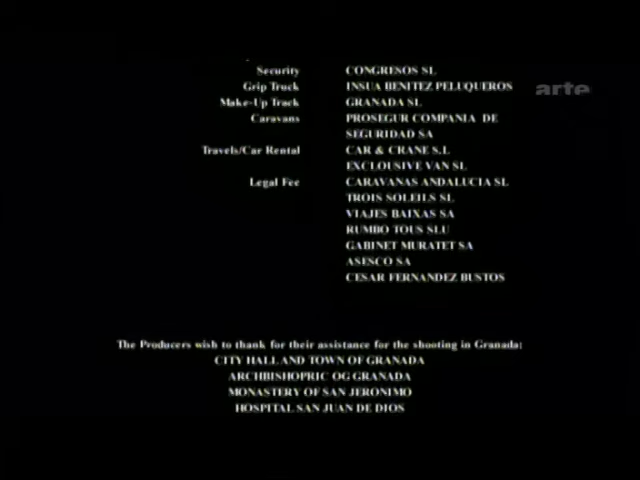 Security CONGRESOS SL
Grip Truck INSUA BENITEZ PELUQUEROS
arte
Make-Up Track GRANADA SL
Caravans PROSEGUR COMPANIA DE
SEGURIDAD SA
Travels/Car Rental CAR & CRANE S.L
EXCLOUSIVE VAN SL
Legal Fee CARAVANAS ANDALUCIA SL
TROIS SOLEILS SL
VIAJES BAIXAS SA
RUMBO TOUS SLU
GABINET MURATET SA
ASESCO SA
CESAR FERNANDEZ BUSTOS
The Producers wish to thank for their assistance for the shooting in Granada:
CITY HALL AND TOWN OF GRANADA
ARCHBISHOPRIC OG GRANADA
MONASTERY OF SAN JERONIMO
HOSPITAL SAN JUAN DE DIOS